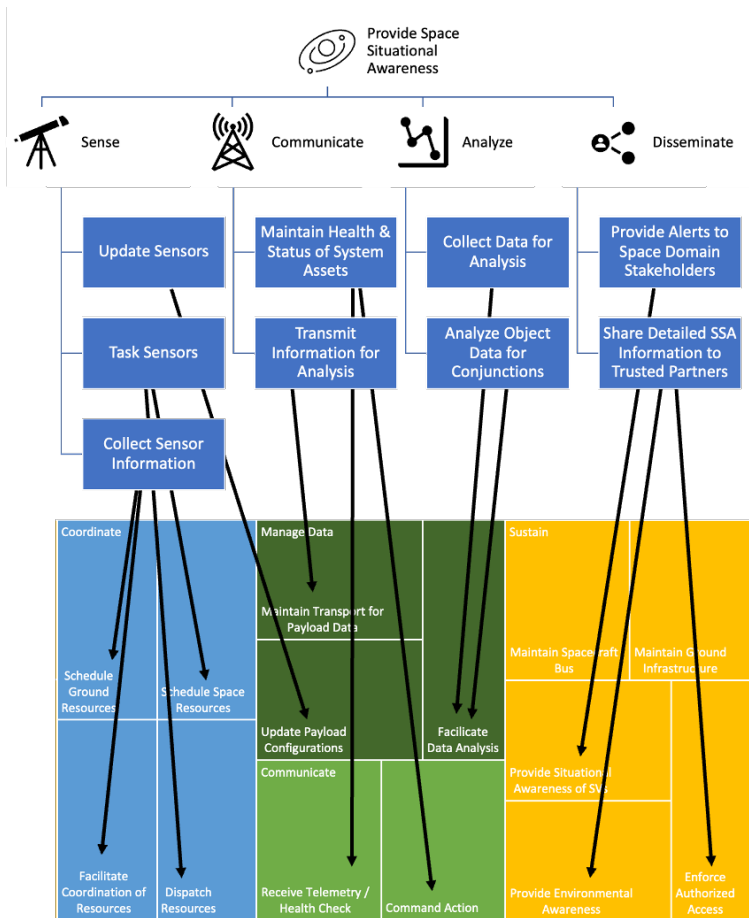 Provide Space
Situational
Awareness
Sense
Communicate
Analyze
Disseminate
Update Sensors
Maintain Health &
Status of System
Assets
Collect Data for
Analysis
Provide Alerts to
Space Domain
Stakeholders
Task Sensors
Transmit
Information for
Analysis
Analyze Object
Data for
Conjunctions
Share Detailed SSA
Information to
Trusted Partners
Collect Sensor
Information
Coordinate
Schedule
Ground
Resources
Schedule Space
Resources
Facilitate
Coordination of
Resources
Dispatch
Resources
Manage Data
Maintain Transport for
Payload Data
Update Payload
Configurations
Facilicate
Data Analysis
Communicate
Receive Telemetry /
Health Check
Command Action
Sustain
Maintain Spacecraft
Bus
Maintain Ground
Infrastructure
Provide Situational
Awareness of SVs
Provide Environmental
Awareness
Enforce
Authorized
Access